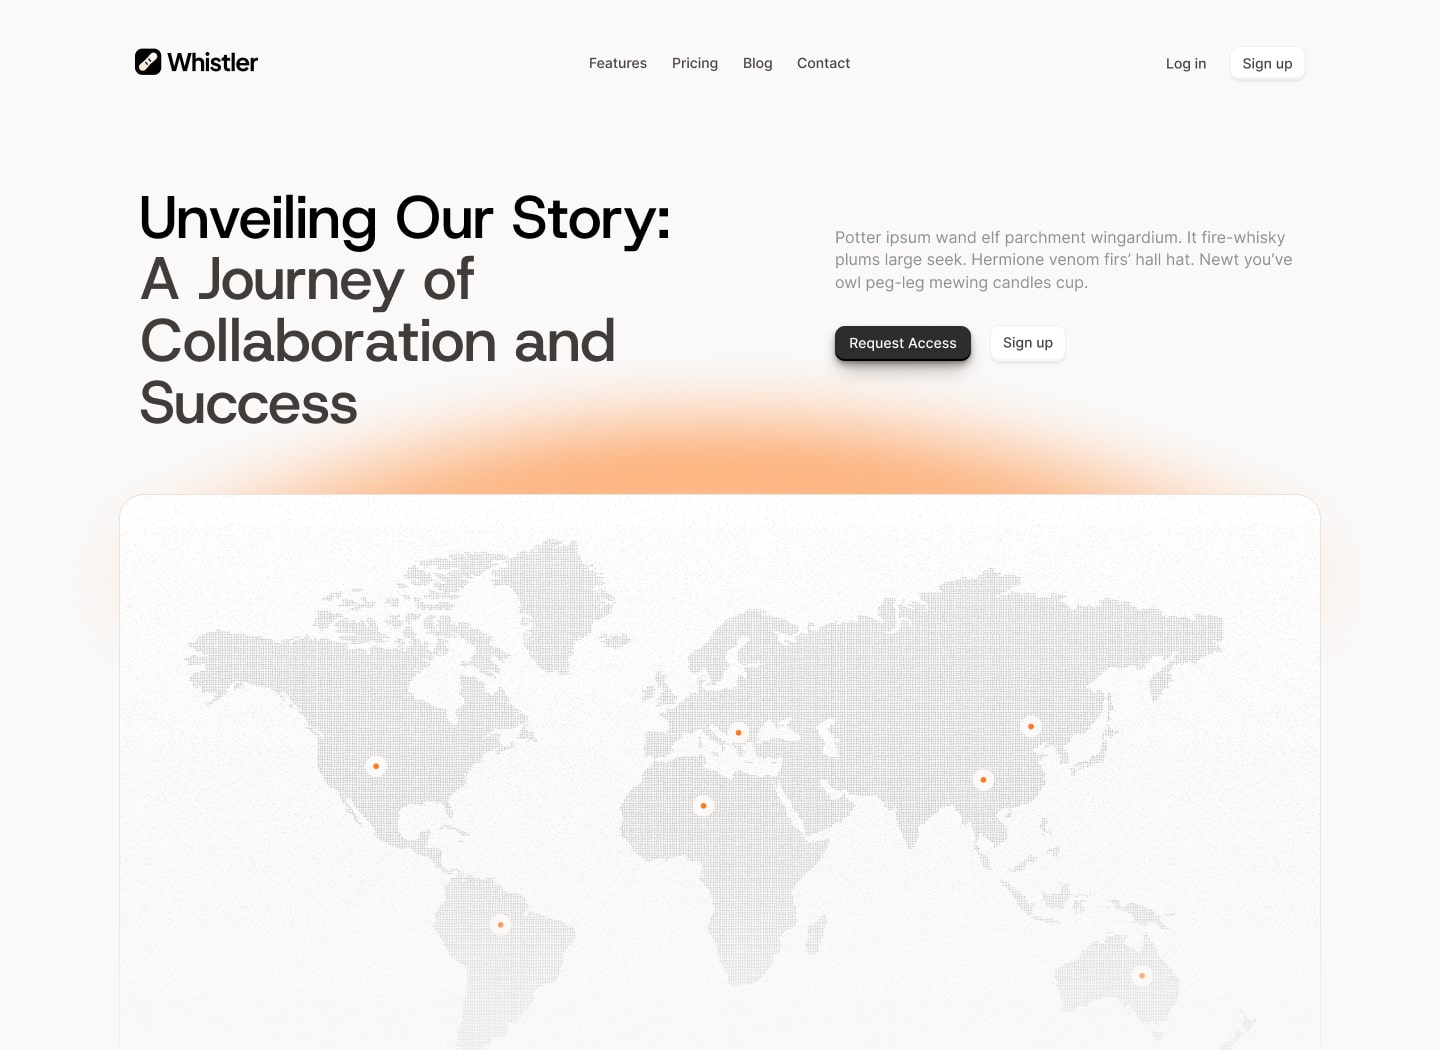 Whistler
Features
Pricing
Blog
Contact
Log in
Sign up
Unveiling Our Story:
A Journey of
Collaboration and
Success
Potter ipsum wand elf parchment wingardium. It fire-whisky
plums large seek. Hermione venom firs’ hall hat. Newt you’ve
owl peg-leg mewing candles cup.
Request Access
Sign up